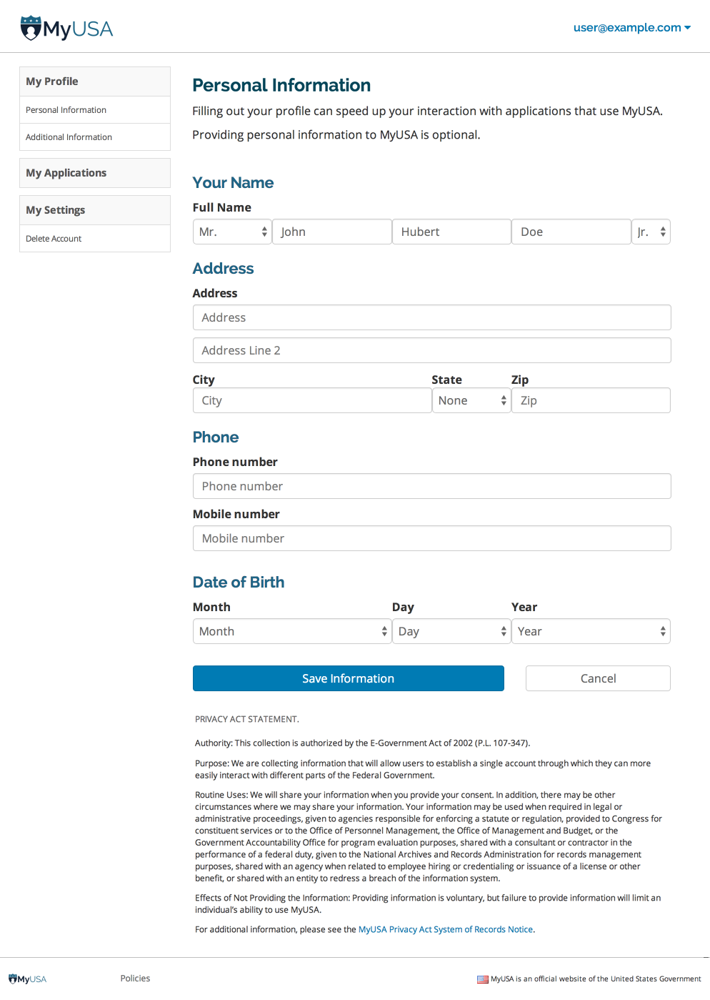 MyUSA
user@example.com
My Profile
Personal Information
Additional Information
My Applications
My Settings
Delete Account
Personal Information
Filling out your profile can speed up your interaction with applications that use MyUSA.
Providing personal information to MyUSA is optional.
Your Name
Full Name
Mr. John Hubert Doe Jr.
Address
Address
Address
Address Line 2
City State Zip
City None Zip
Phone
Phone number
Phone number
Mobile number
Mobile number
Date of Birth
Month Day Year
Month Day Year
Save Information Cancel
PRIVACY ACT STATEMENT.
Authority: This collection is authorized by the E-Government Act of 2002 (P.L. 107-347).
Purpose: We are collecting information that will allow users to establish a single account through which they can more
easily interact with different parts of the Federal Government.
Routine Uses: We will share your information when you provide your consent. In addition, there may be other
circumstances where we may share your information. Your information may be used when required in legal or
administrative proceedings, given to agencies responsible for enforcing a statute or regulation, provided to Congress for
constituent services or to the Office of Personnel Management, the Office of Management and Budget, or the
Government Accountability Office for program evaluation purposes, shared with a consultant or contractor in the
performance of a federal duty, given to the National Archives and Records Administration for records management
purposes, shared with an agency when related to employee hiring or credentialing or issuance of a license or other
benefit, or shared with an entity to redress a breach of the information system.
Effects of Not Providing the Information: Providing information is voluntary, but failure to provide information will limit an
individual's ability to use MyUSA.
For additional information, please see the MyUSA Privacy Act System of Records Notice.
MyUSA Policies MyUSA is an official website of the United States Government